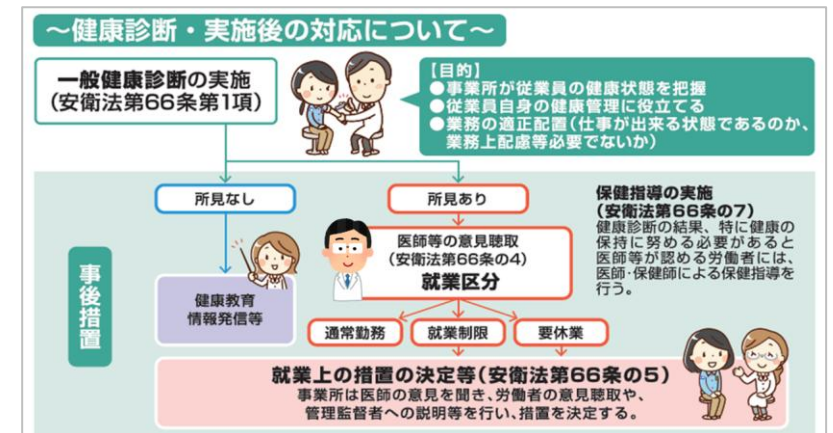 ～健康診断・実施後の対応について～
一般健康診断の実施
（安衛法第66条第1項）
【目的】
●事業所が従業員の健康状態を把握
●従業員自身の健康管理に役立てる
●業務の適正配置（仕事が出来る状態であるのか、
業務上配慮等必要でないか）
事後措置
所見なし
健康教育
情報発信等
所見あり
医師等の意見聴取
（安衛法第66条の4）
就業区分
通常勤務
就業制限
要休業
保健指導の実施
（安衛法第66条の7）
健康診断の結果、特に健康の
保持に努める必要があると
医師等が認める労働者には、
医師・保健師による保健指導を
行う。
就業上の措置の決定等（安衛法第66条の5）
事業所は医師の意見を聞き、労働者の意見聴取や、
管理監督者への説明等を行い、措置を決定する。